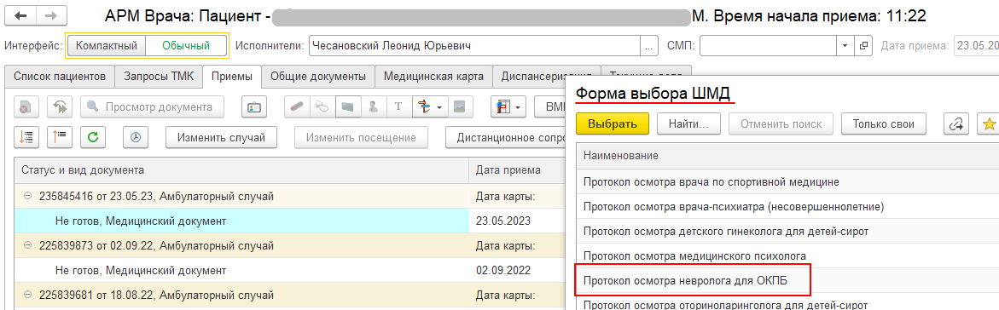 АРМ Врача: Пациент - М. Время начала приема: 11:22
Интерфейс: Компактный Обычный Исполнители: Чесановский Леонид Юрьевич ... СМП: Дата приема: 23.05.20
Список пациентов Запросы ТМК Приемы Общие документы Медицинская карта Диспансеризация
Форма выбора ШМД
Просмотр документа Т ВМП
Выбрать Найти... Отменить поиск Только свои
Изменить случай Изменить посещение Дистанционное сопро
Наименование
Статус и вид документа Дата приема
Протокол осмотра врача по спортивной медицине
235845416 от 23.05.23, Амбулаторный случай Дата карты:
Протокол осмотра врача-психиатра (несовершеннолетние)
Не готов, Медицинский документ 23.05.2023
Протокол осмотра детского гинеколога для детей-сирот
225839873 от 02.09.22, Амбулаторный случай Дата карты:
Протокол осмотра медицинского психолога
Не готов, Медицинский документ 02.09.2022
Протокол осмотра невролога для ОКПБ
225839681 от 18.08.22, Амбулаторный случай Дата карты:
Протокол осмотра оториноларинголога для детей-сирот